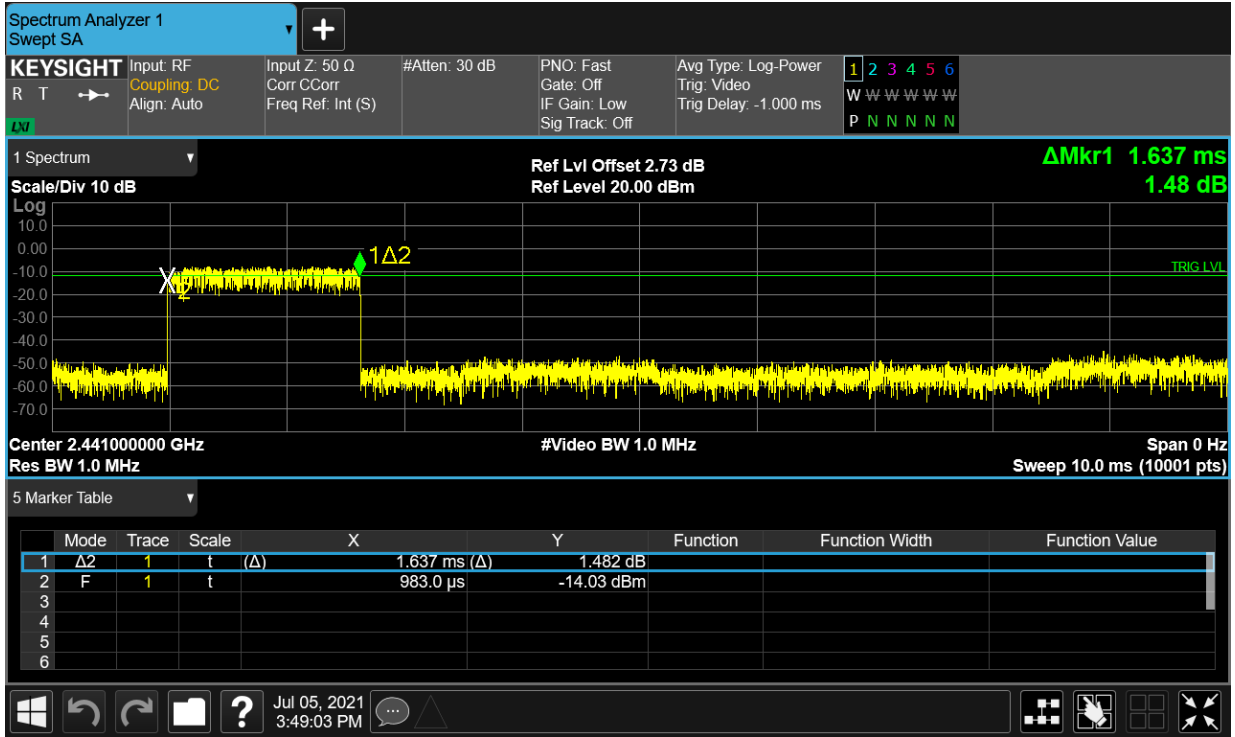 Spectrum Analyzer 1
Swept SA
▼
+
KEYSIGHT Input: RF Input Z: 50 Ω #Atten: 30 dB PNO: Fast Avg Type: Log-Power 1 2 3 4 5 6
R T Coupling: DC Corr CCorr Gate: Off Trig: Video W W W W W W
Align: Auto Freq Ref: Int (S) IF Gain: Low Trig Delay: -1.000 ms
LXI Sig Track: Off P N N N N N
1 Spectrum ▼ Ref Lvl Offset 2.73 dB ΔMkr1 1.637 ms
Scale/Div 10 dB Ref Level 20.00 dBm 1.48 dB
Log
10.0
0.00 1Δ2
-10.0 TRIG LVL
X 2
-20.0
-30.0
-40.0
-50.0
-60.0
-70.0
Center 2.441000000 GHz #Video BW 1.0 MHz Span 0 Hz
Res BW 1.0 MHz Sweep 10.0 ms (10001 pts)
5 Marker Table ▼
Mode Trace Scale X Y Function Function Width Function Value
1 Δ2 1 t (Δ) 1.637 ms (Δ) 1.482 dB
2 F 1 t 983.0 µs -14.03 dBm
3
4
5
6
? Jul 05, 2021
3:49:03 PM